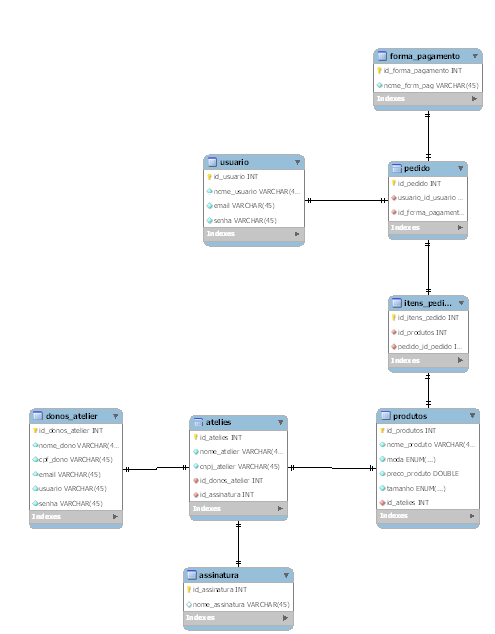 forma_pagamento
id_forma_pagamento INT
nome_form_pag VARCHAR(45)
Indexes
usuario
id_usuario INT
nome_usuario VARCHAR(4...
email VARCHAR(45)
senha VARCHAR(45)
Indexes
pedido
id_pedido INT
usuario_id_usuario ...
id_forma_pagament...
Indexes
itens_pedi...
id_itens_pedido INT
id_produtos INT
pedido_id_pedido I...
Indexes
donos_atelier
id_donos_atelier INT
nome_dono VARCHAR(4...
cpf_dono VARCHAR(45)
email VARCHAR(45)
usuario VARCHAR(45)
senha VARCHAR(45)
Indexes
atelies
id_atelies INT
nome_atelier VARCHAR(45)
cnpj_atelier VARCHAR(45)
id_donos_atelier INT
id_assinatura INT
Indexes
produtos
id_produtos INT
nome_produto VARCHAR(4...
moda ENUM(...)
preco_produto DOUBLE
tamanho ENUM(...)
id_atelies INT
Indexes
assinatura
id_assinatura INT
nome_assinatura VARCHAR(45)
Indexes